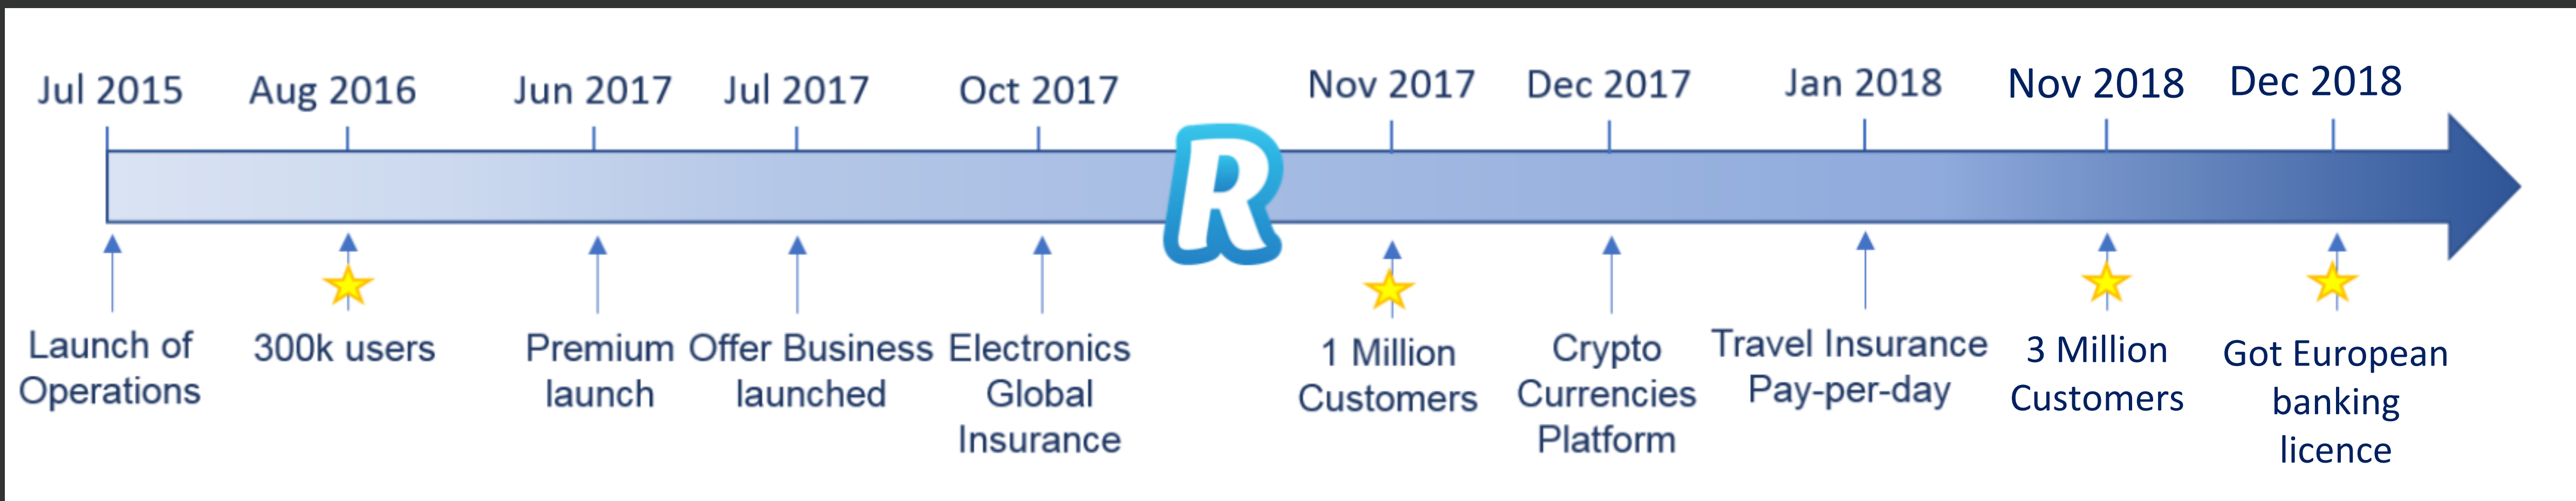 Jul 2015
Aug 2016
Jun 2017
Jul 2017
Oct 2017
Nov 2017
Dec 2017
Jan 2018
Nov 2018
Dec 2018
R
Launch of
Operations
300k users
Premium
launch
Offer Business
launched
Electronics
Global
Insurance
1 Million
Customers
Crypto
Currencies
Platform
Travel Insurance
Pay-per-day
3 Million
Customers
Got European
banking
licence